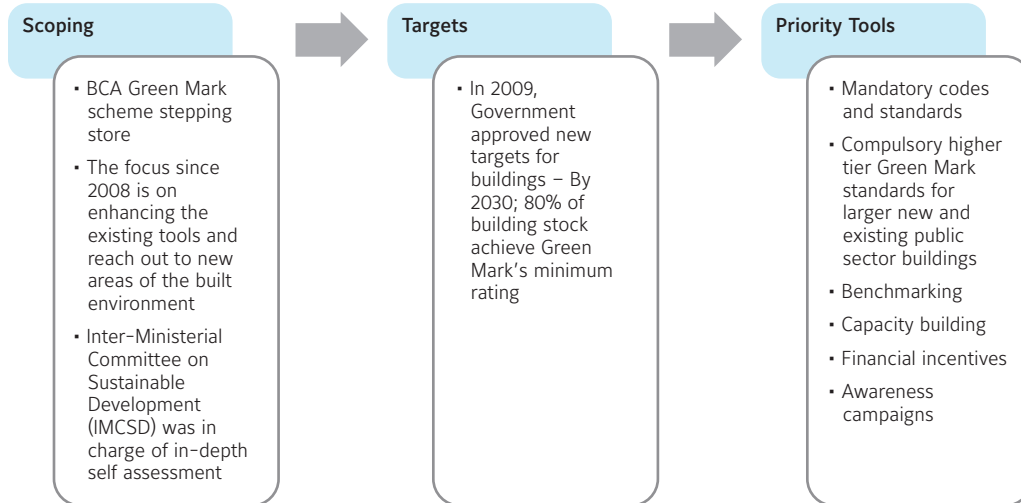 Scoping
• BCA Green Mark
scheme stepping
store
• The focus since
2008 is on
enhancing the
existing tools and
reach out to new
areas of the built
environment
• Inter-Ministerial
Committee on
Sustainable
Development
(IMCSD) was in
charge of in-depth
self assessment
Targets
• In 2009,
Government
approved new
targets for
buildings – By
2030; 80% of
building stock
achieve Green
Mark's minimum
rating
Priority Tools
• Mandatory codes
and standards
• Compulsory higher
tier Green Mark
standards for
larger new and
existing public
sector buildings
• Benchmarking
• Capacity building
• Financial incentives
• Awareness
campaigns